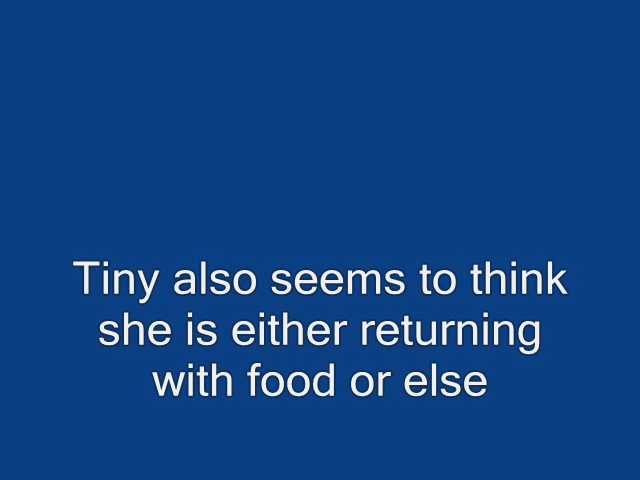 Tiny also seems to think
she is either returning
with food or else